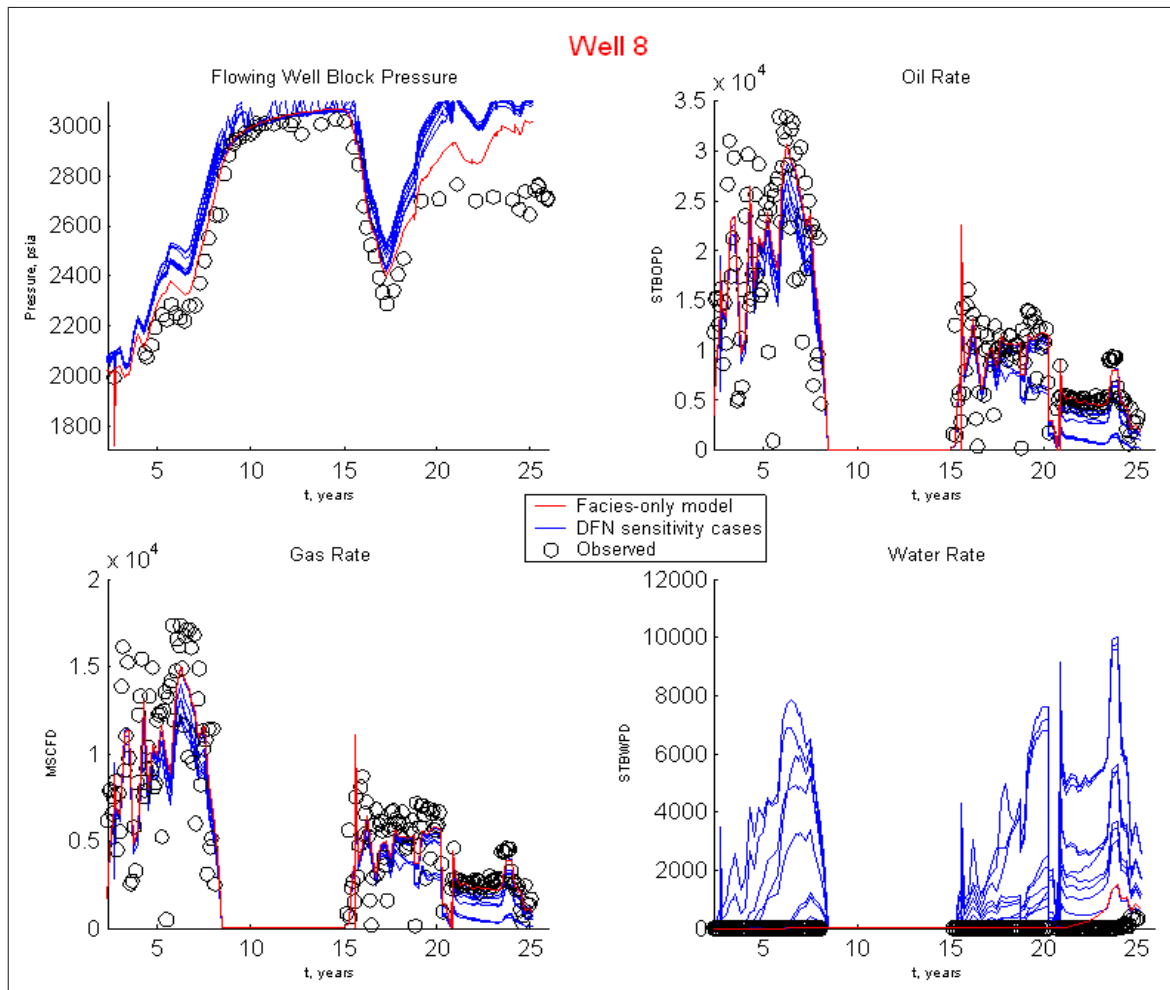 Well 8
Flowing Well Block Pressure
3000
2800
2600
2400
2200
2000
1800
Pressure, psia
5 10 15 20 25
t, years
Oil Rate
x 10^4
3.5
3
2.5
2
1.5
1
0.5
0
STBOPD
5 10 15 20 25
t, years
Facies-only model
DFN sensitivity cases
Observed
Gas Rate
x 10^4
2
1.5
1
0.5
0
MSCFD
5 10 15 20 25
t, years
Water Rate
12000
10000
8000
6000
4000
2000
0
STBWPD
5 10 15 20 25
t, years